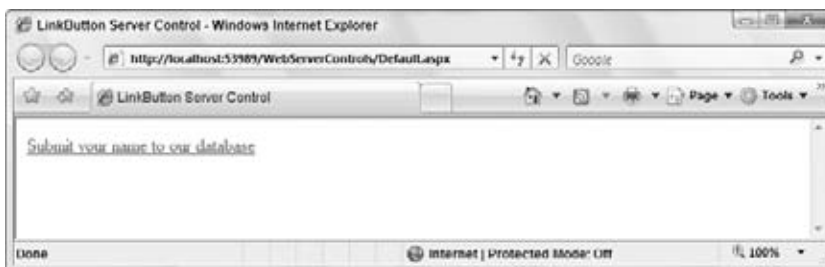 LinkButton Server Control - Windows Internet Explorer
http://localhost:53989/WebServerControls/Default.aspx
Google
LinkButton Server Control
Page
Tools
Submit your name to our database
Done
Internet | Protected Mode: Off
100%